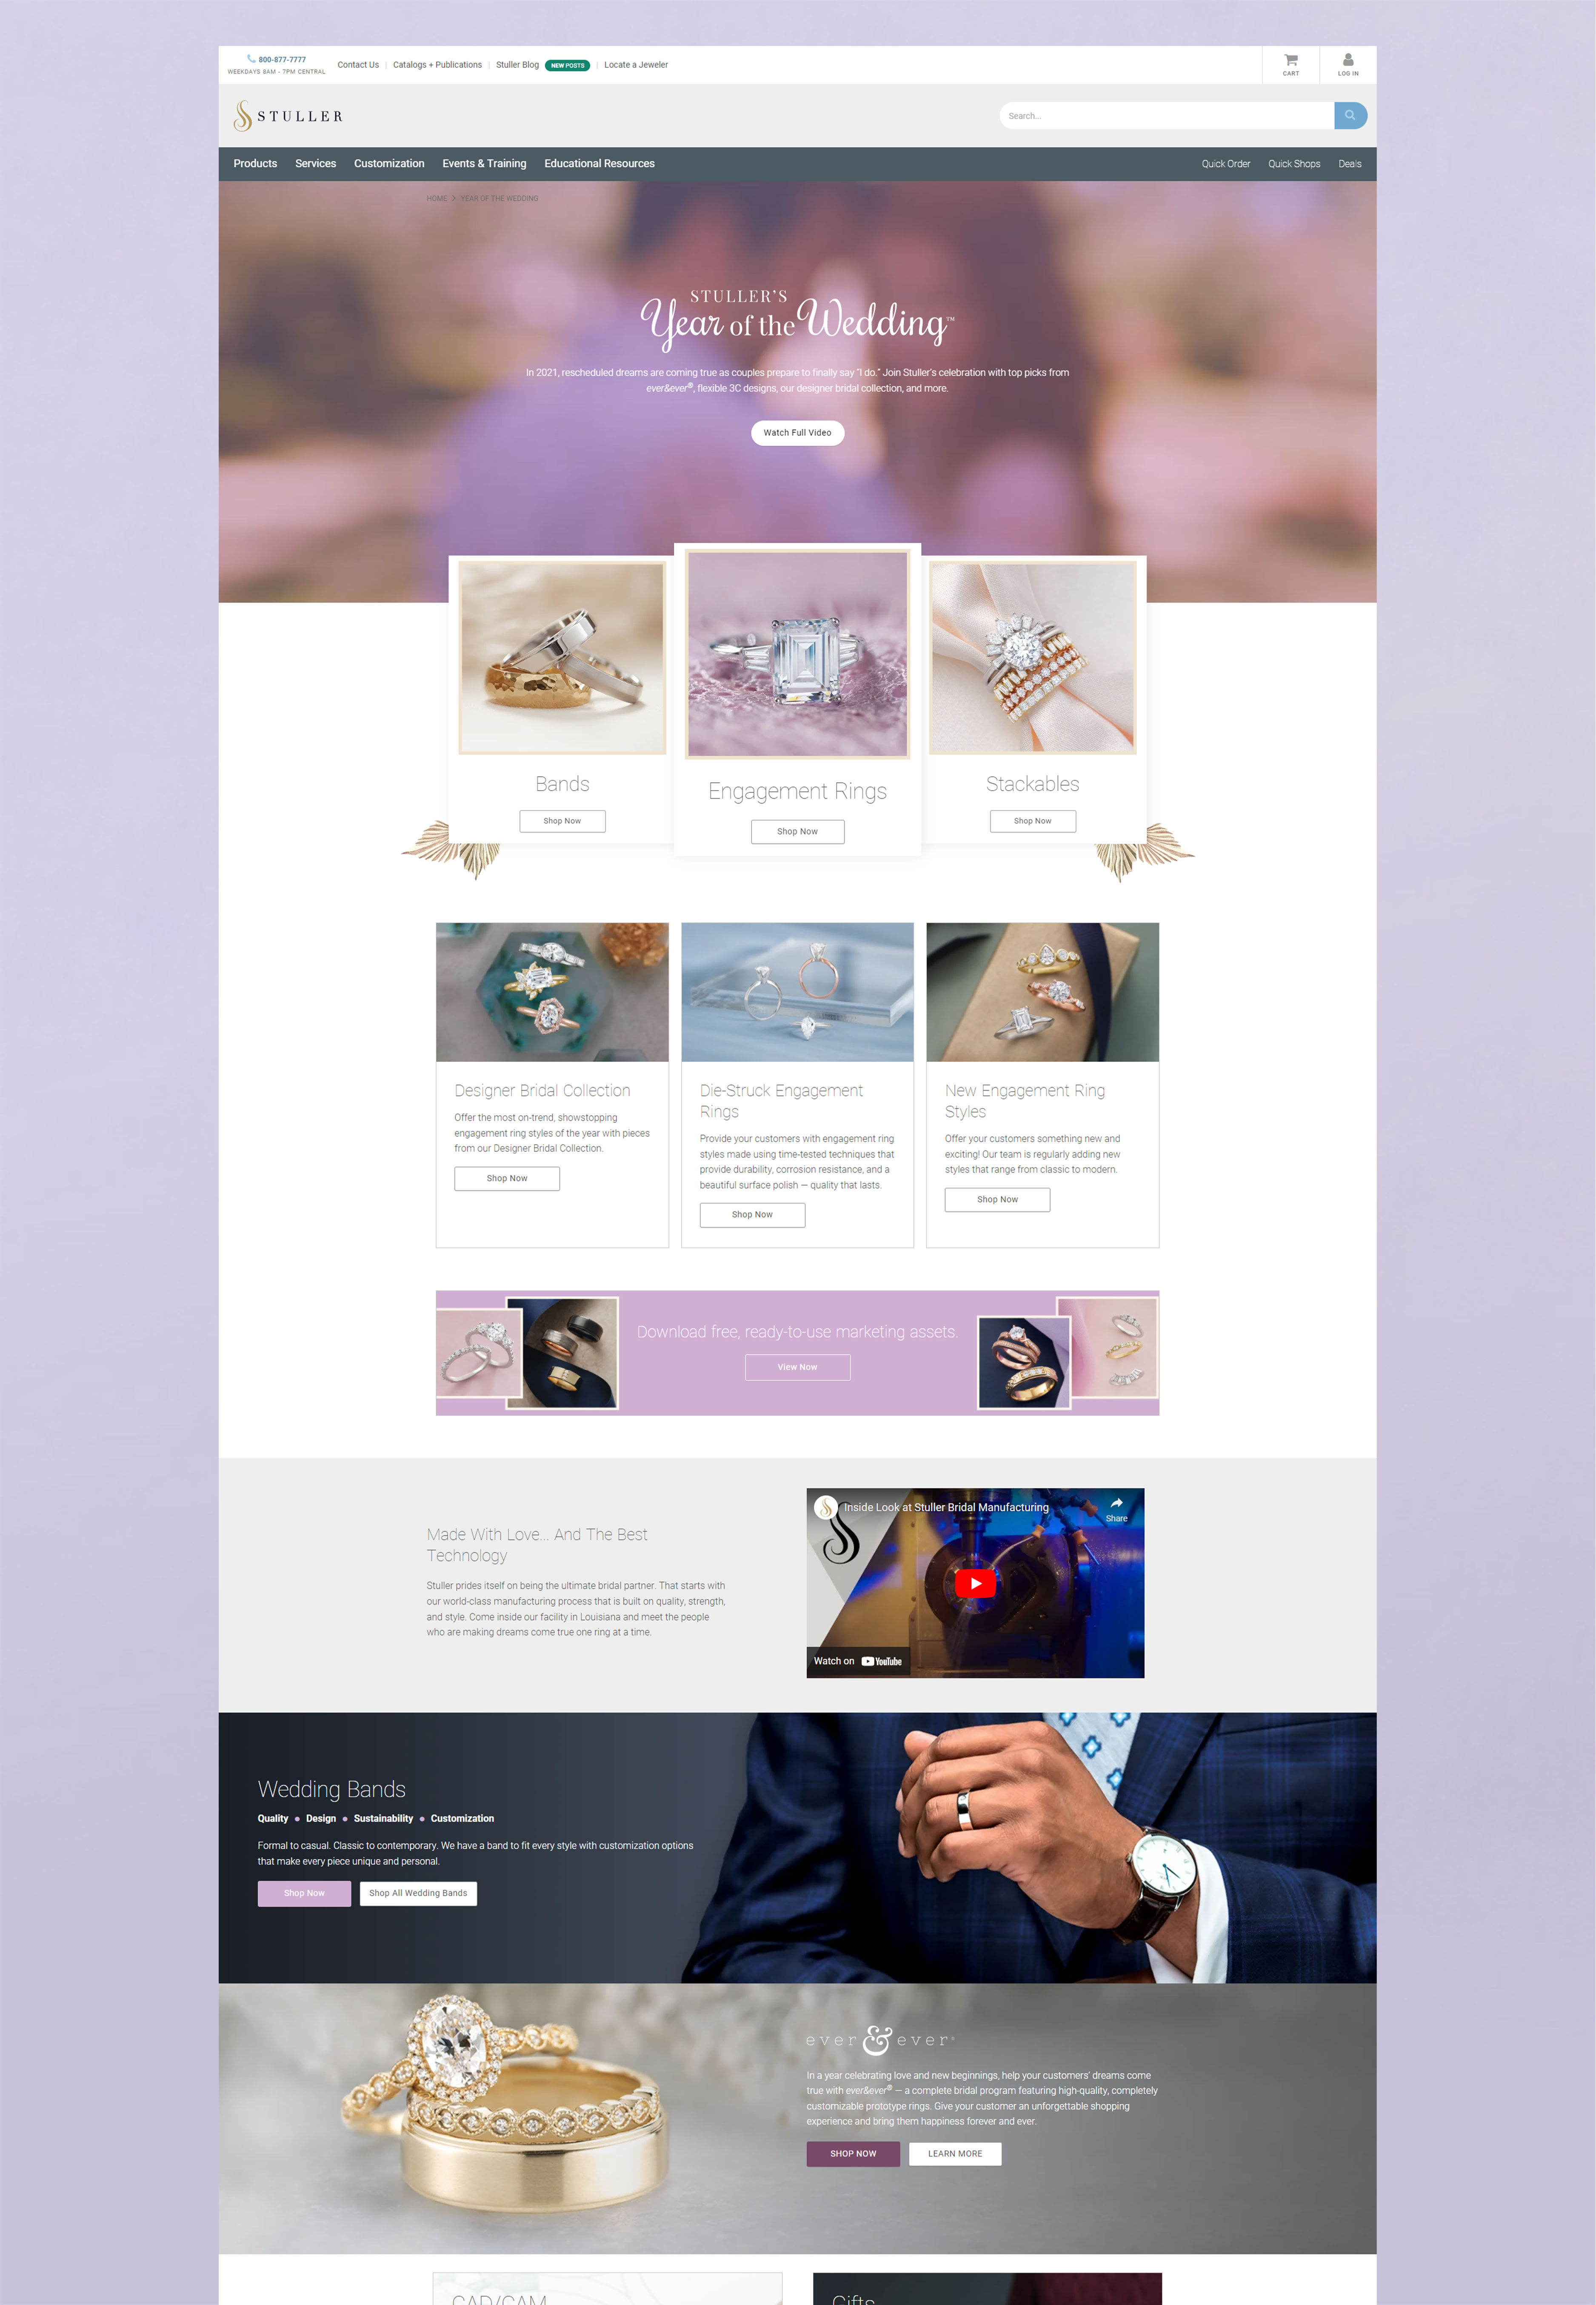 800-877-7777
WEEKDAYS 8AM - 7PM CENTRAL
Contact Us | Catalogs + Publications | Stuller Blog NEW POSTS | Locate a Jeweler
CART
LOG IN
STULLER
Search...
Products Services Customization Events & Training Educational Resources
Quick Order Quick Shops Deals
HOME > YEAR OF THE WEDDING
STULLER'S
Year of the Wedding™
In 2021, rescheduled dreams are coming true as couples prepare to finally say "I do." Join Stuller's celebration with top picks from
ever&ever®, flexible 3C designs, our designer bridal collection, and more.
Watch Full Video
Bands
Shop Now
Engagement Rings
Shop Now
Stackables
Shop Now
Designer Bridal Collection
Offer the most on-trend, showstopping
engagement ring styles of the year with pieces
from our Designer Bridal Collection.
Shop Now
Die-Struck Engagement
Rings
Provide your customers with engagement ring
styles made using time-tested techniques that
provide durability, corrosion resistance, and a
beautiful surface polish — quality that lasts.
Shop Now
New Engagement Ring
Styles
Offer your customers something new and
exciting! Our team is regularly adding new
styles that range from classic to modern.
Shop Now
Download free, ready-to-use marketing assets.
View Now
Made With Love... And The Best
Technology
Stuller prides itself on being the ultimate bridal partner. That starts with
our world-class manufacturing process that is built on quality, strength,
and style. Come inside our facility in Louisiana and meet the people
who are making dreams come true one ring at a time.
Inside Look at Stuller Bridal Manufacturing
Share
Watch on YouTube
Wedding Bands
Quality • Design • Sustainability • Customization
Formal to casual. Classic to contemporary. We have a band to fit every style with customization options
that make every piece unique and personal.
Shop Now
Shop All Wedding Bands
ever & ever®
In a year celebrating love and new beginnings, help your customers' dreams come
true with ever&ever® — a complete bridal program featuring high-quality, completely
customizable prototype rings. Give your customer an unforgettable shopping
experience and bring them happiness forever and ever.
SHOP NOW
LEARN MORE
CAD/CAM
Gifts